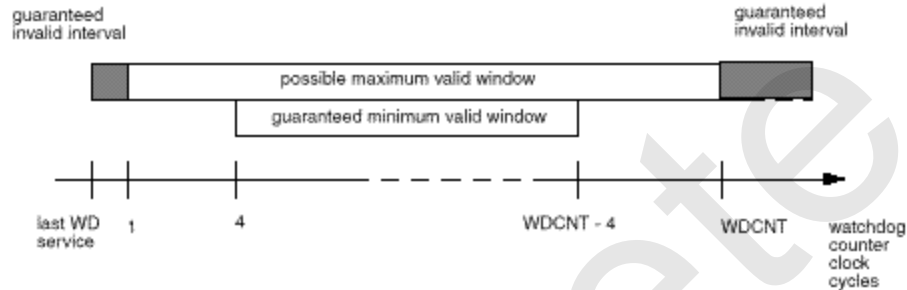 guaranteed
invalid interval
guaranteed
invalid interval
possible maximum valid window
guaranteed minimum valid window
last WD
service
1
4
WDCNT - 4
WDCNT
watchdog
counter
clock
cycles
ete